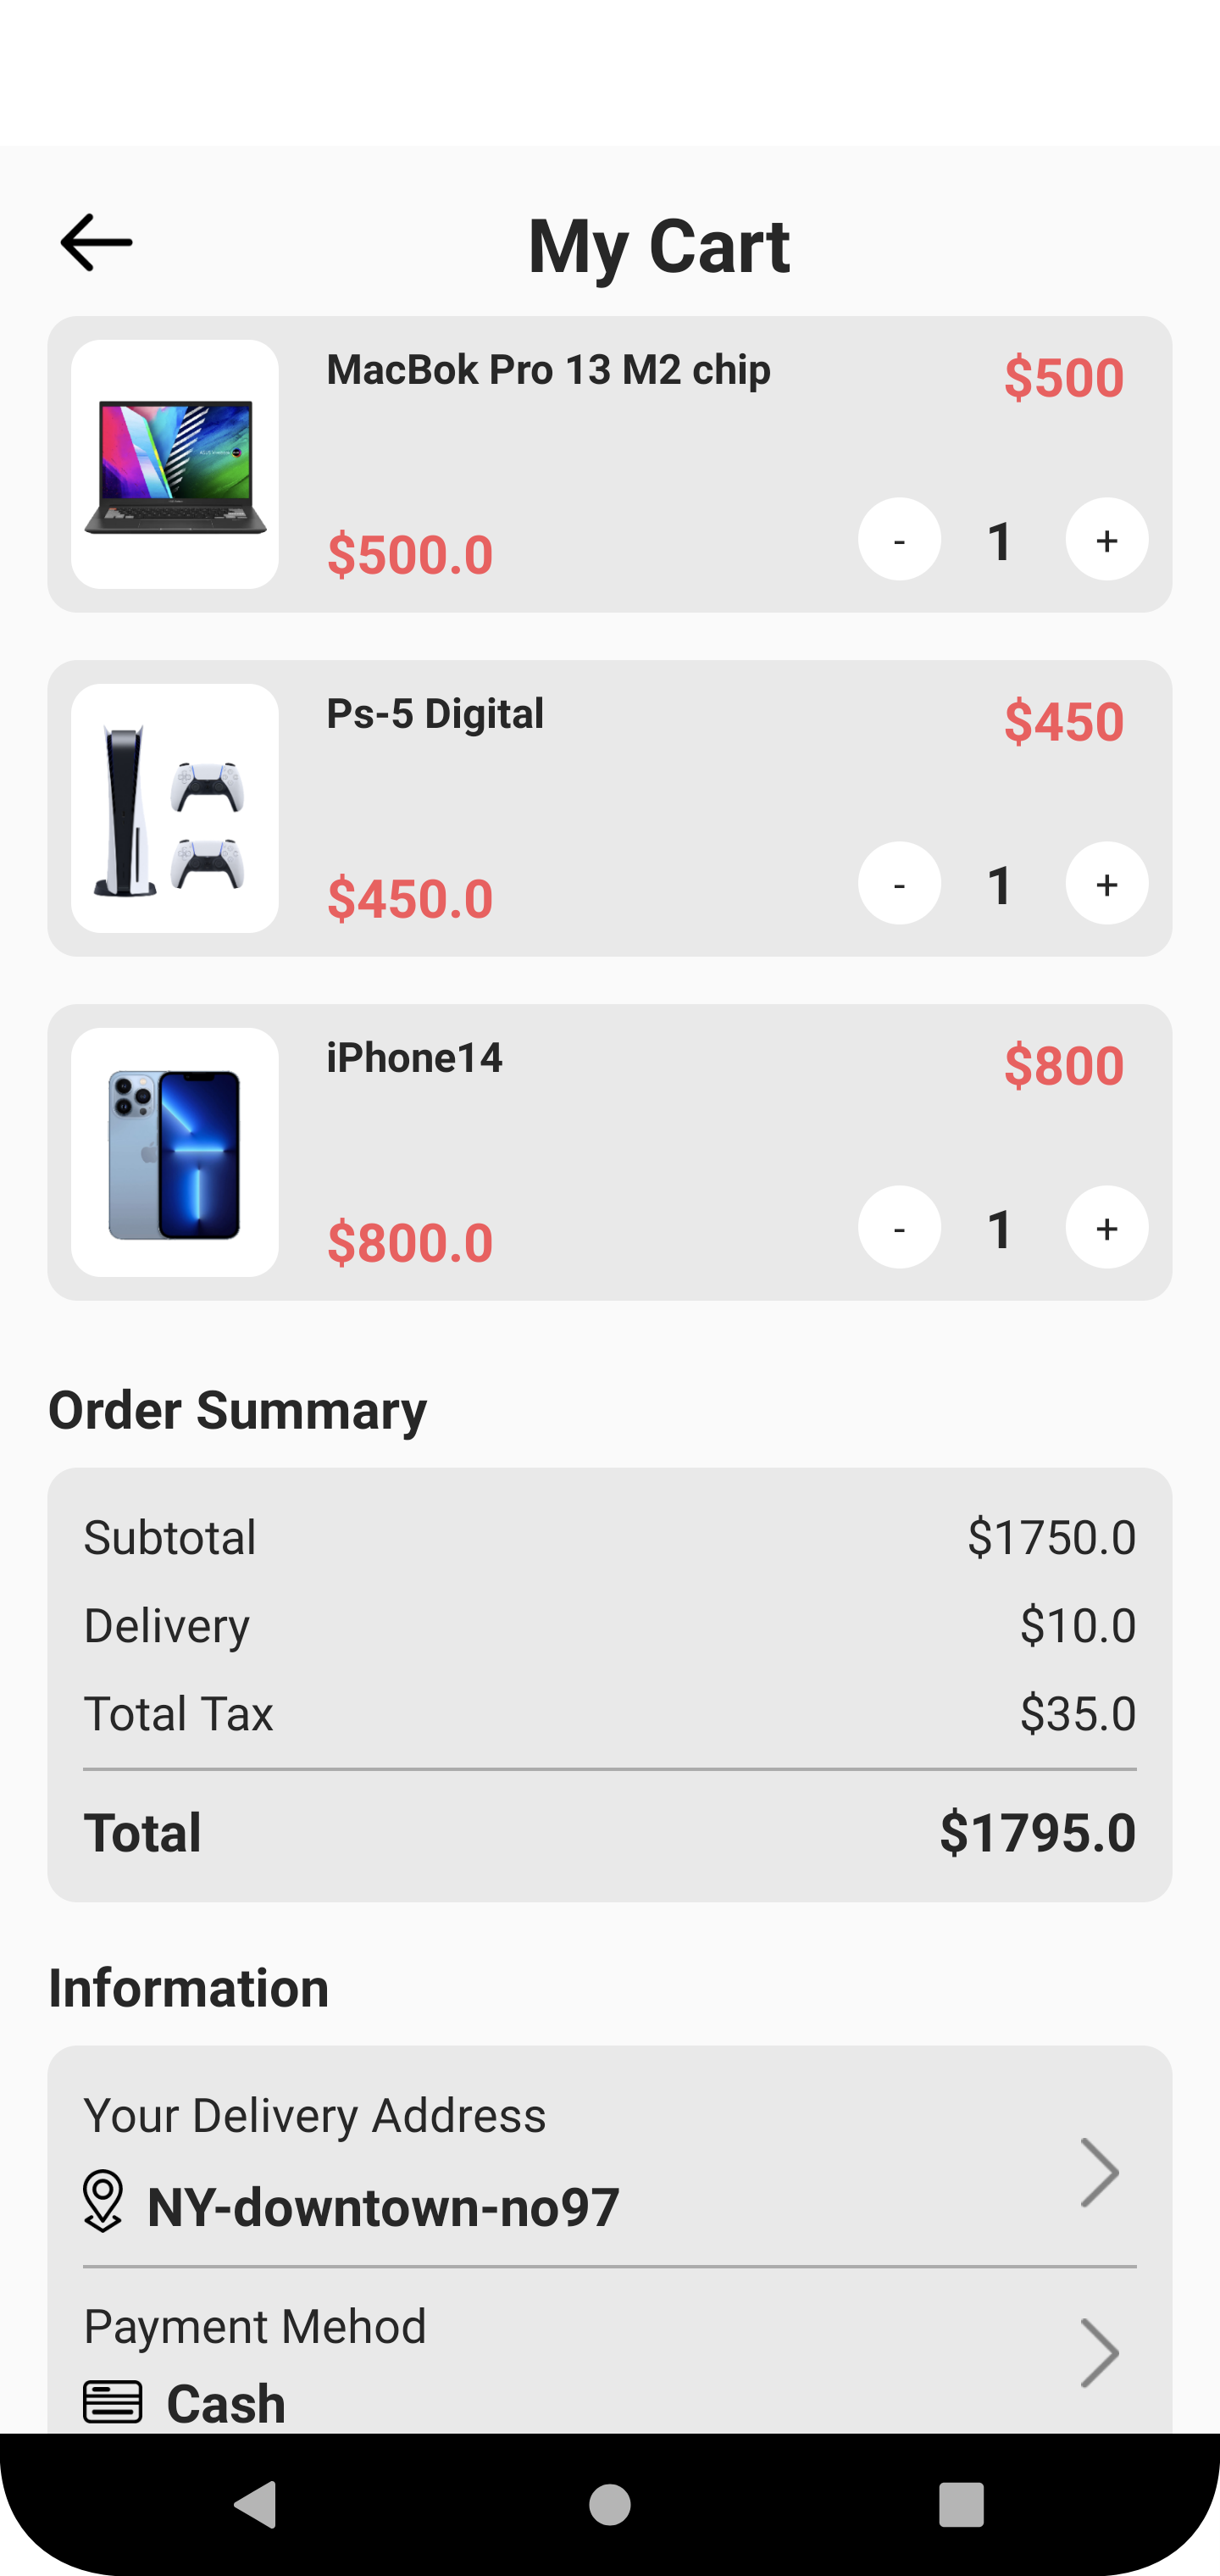 My Cart
MacBok Pro 13 M2 chip
$500
$500.0
- 1 +
Ps-5 Digital
$450
$450.0
- 1 +
iPhone14
$800
$800.0
- 1 +
Order Summary
Subtotal $1750.0
Delivery $10.0
Total Tax $35.0
Total $1795.0
Information
Your Delivery Address
NY-downtown-no97
Payment Mehod
Cash